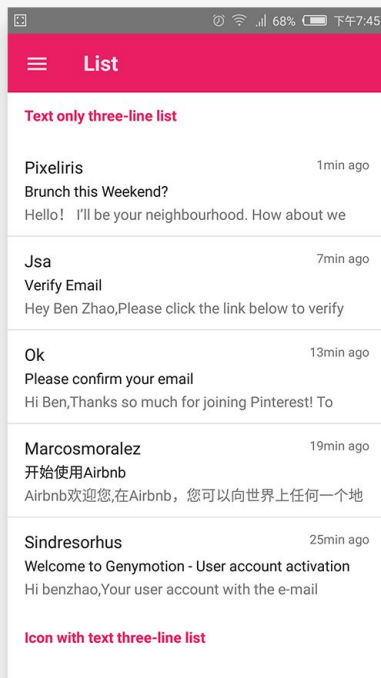 68% 下午7:45
List
Text only three-line list
Pixeliris 1min ago
Brunch this Weekend?
Hello！ I'll be your neighbourhood. How about we
Jsa 7min ago
Verify Email
Hey Ben Zhao,Please click the link below to verify
Ok 13min ago
Please confirm your email
Hi Ben,Thanks so much for joining Pinterest! To
Marcosmoralez 19min ago
开始使用Airbnb
Airbnb欢迎您,在Airbnb，您可以向世界上任何一个地
Sindresorhus 25min ago
Welcome to Genymotion - User account activation
Hi benzhao,Your user account with the e-mail
Icon with text three-line list